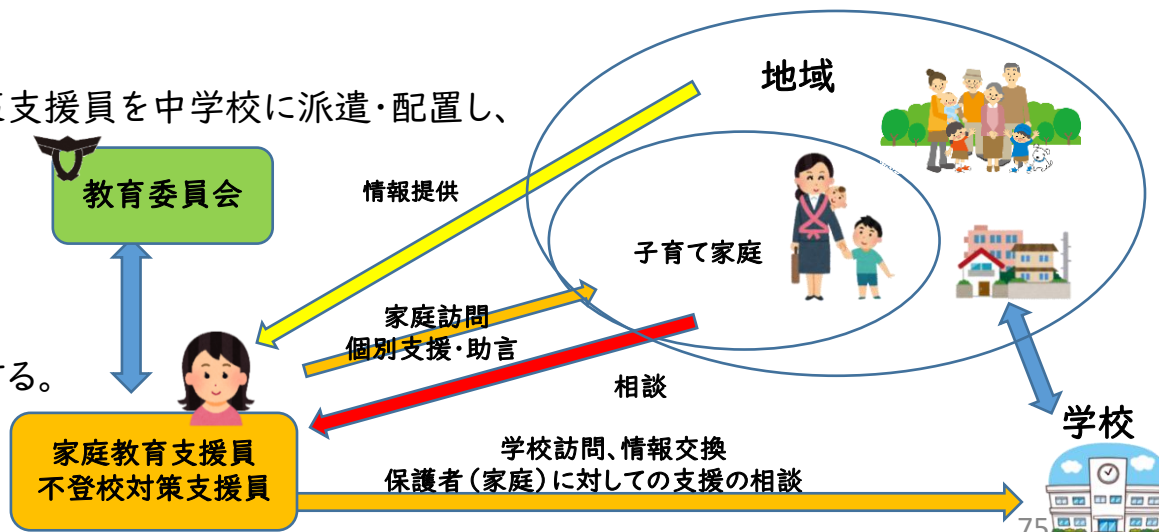 支援員を中学校に派遣・配置し、
地域
教育委員会
情報提供
子育て家庭
家庭訪問
個別支援・助言
る。
相談
学校
家庭教育支援員
不登校対策支援員
学校訪問、情報交換
保護者(家庭)に対しての支援の相談
75